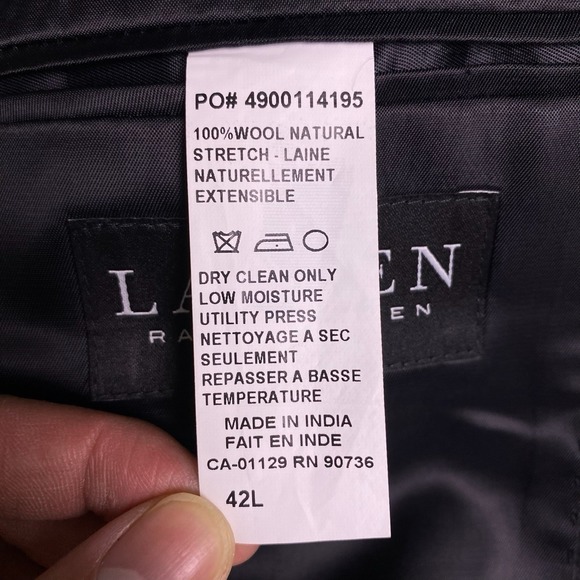 PO# 4900114195
100%WOOL NATURAL
STRETCH - LAINE
NATURELLEMENT
EXTENSIBLE
DRY CLEAN ONLY
LOW MOISTURE
UTILITY PRESS
NETTOYAGE A SEC
SEULEMENT
REPASSER A BASSE
TEMPERATURE
MADE IN INDIA
FAIT EN INDE
CA-01129 RN 90736
42L